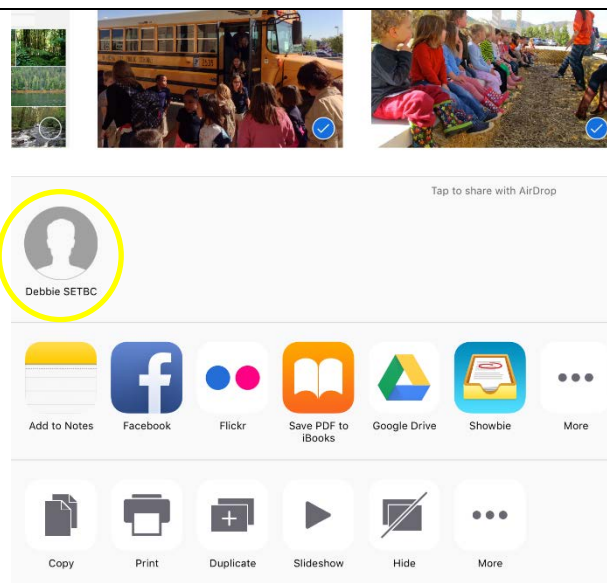 Tap to share with AirDrop
Debbie SETBC
Add to Notes Facebook Flickr Save PDF to iBooks Google Drive Showbie More
Copy Print Duplicate Slideshow Hide More